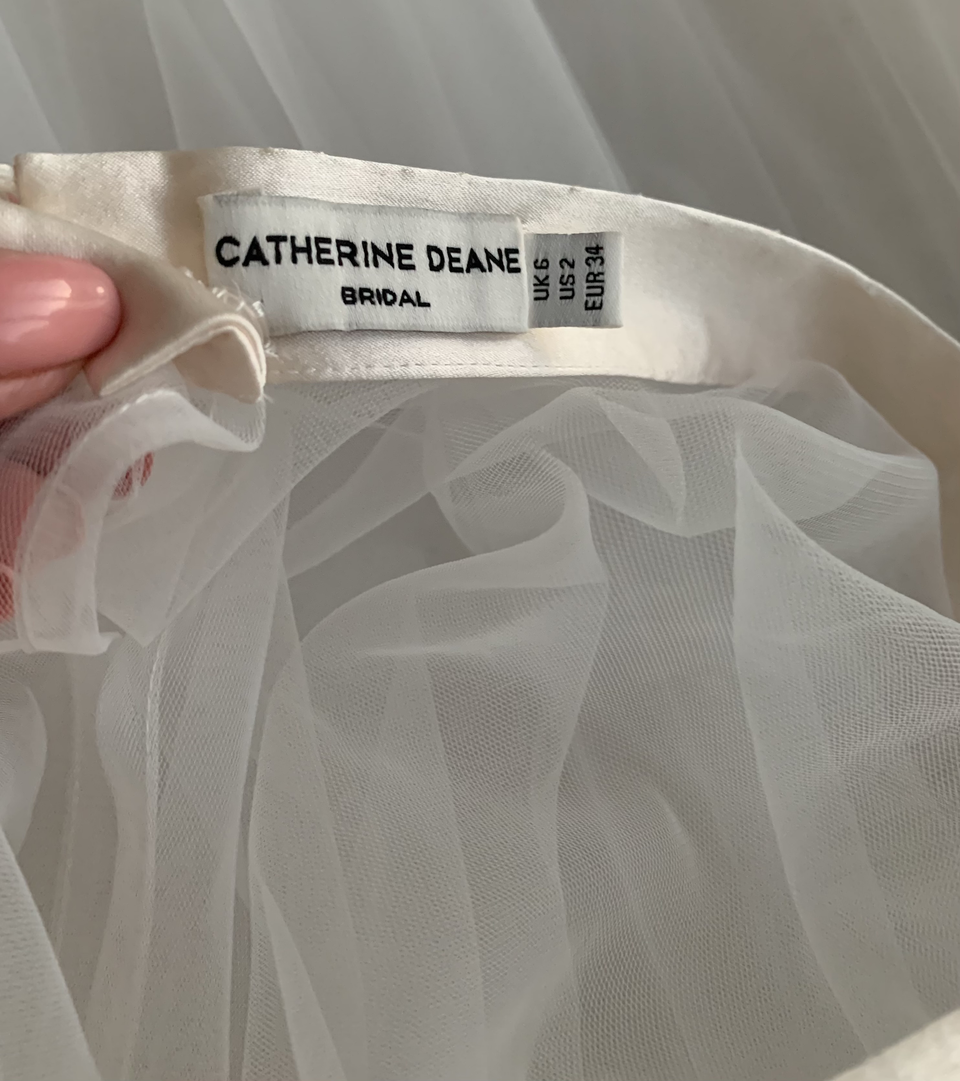 CATHERINE DEANE
BRIDAL
UK 6
US 2
EUR 34